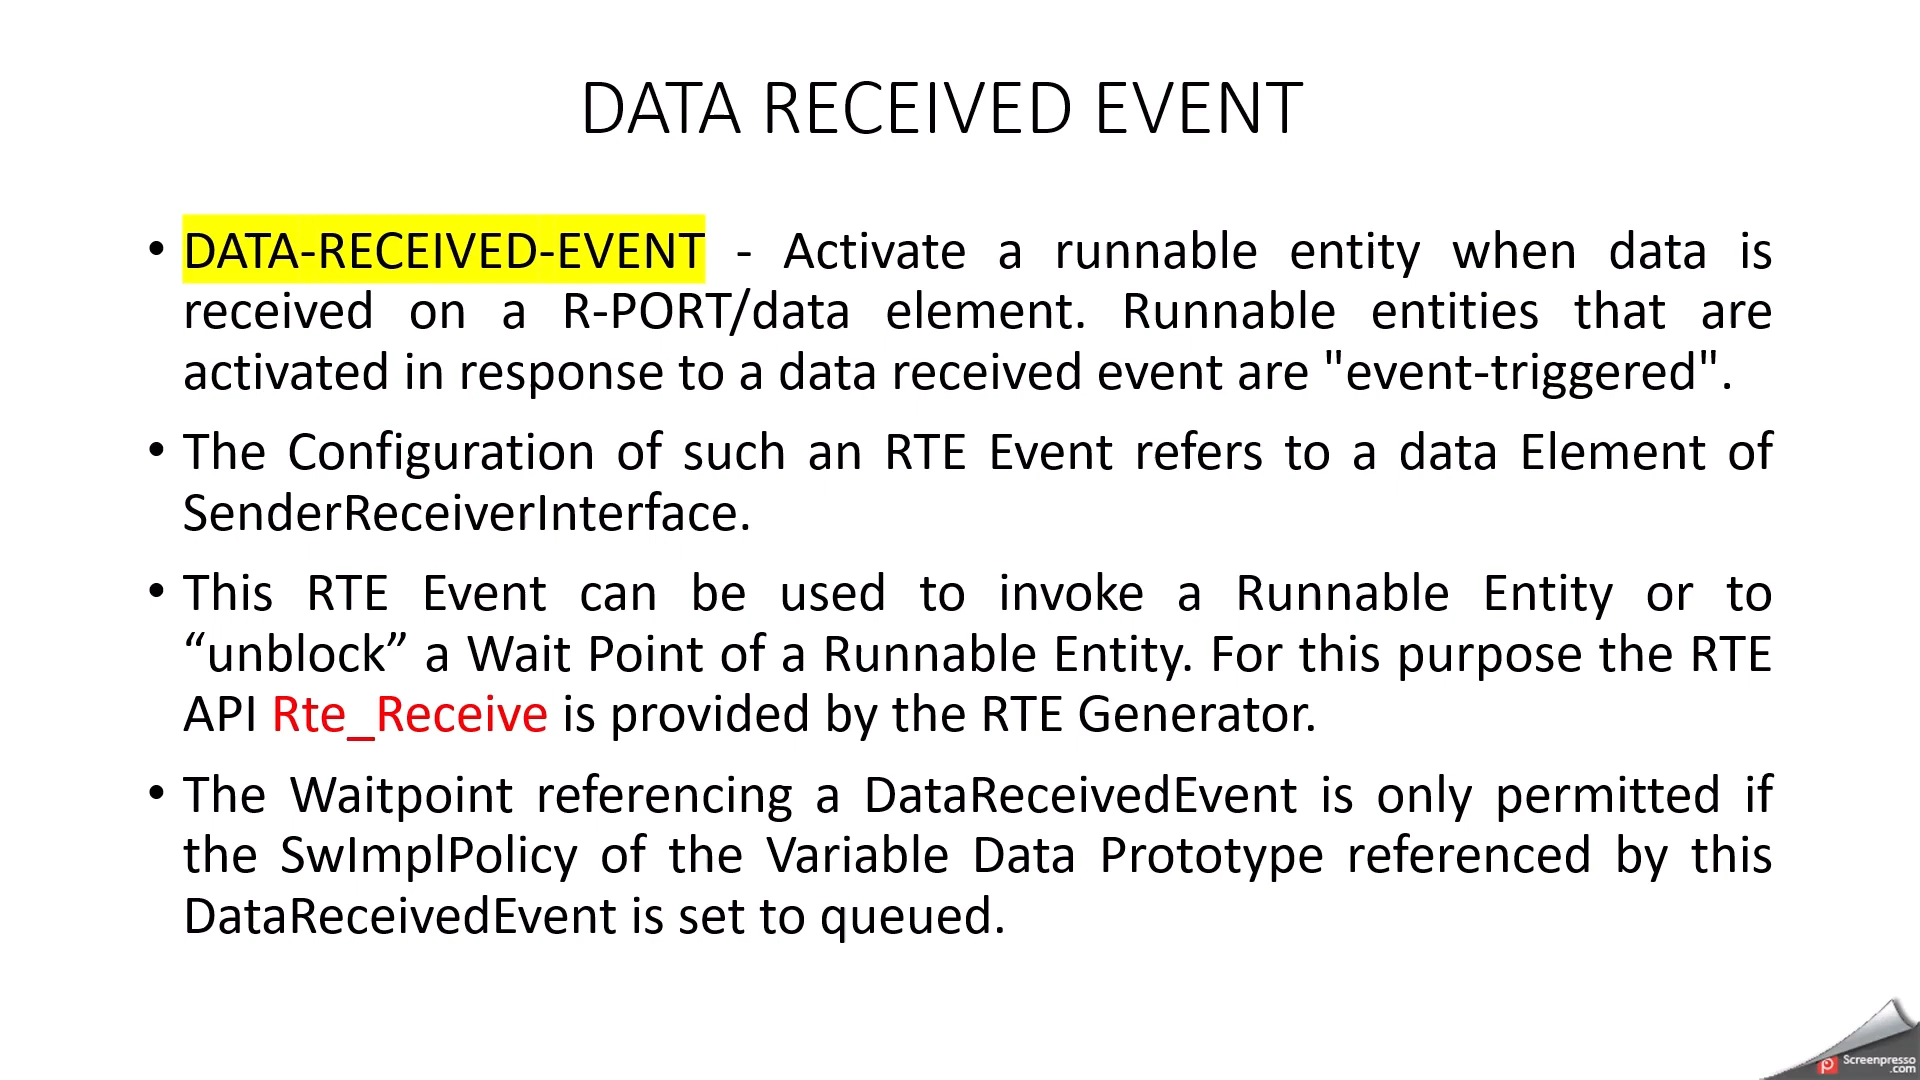 DATA RECEIVED EVENT
• DATA-RECEIVED-EVENT - Activate a runnable entity when data is
received on a R-PORT/data element. Runnable entities that are
activated in response to a data received event are "event-triggered".
• The Configuration of such an RTE Event refers to a data Element of
SenderReceiverInterface.
• This RTE Event can be used to invoke a Runnable Entity or to
“unblock” a Wait Point of a Runnable Entity. For this purpose the RTE
API Rte_Receive is provided by the RTE Generator.
• The Waitpoint referencing a DataReceivedEvent is only permitted if
the SwImplPolicy of the Variable Data Prototype referenced by this
DataReceivedEvent is set to queued.
Screenpresso
.com